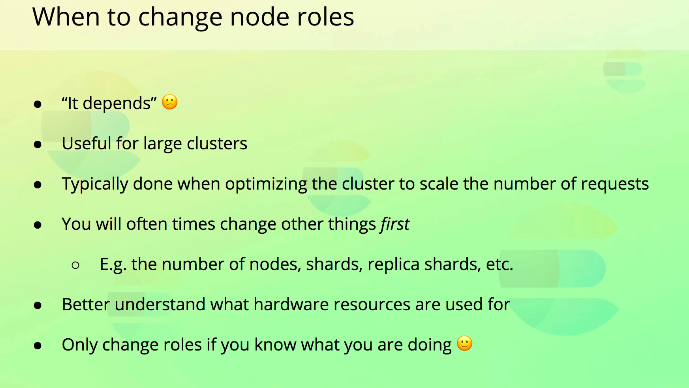 When to change node roles
● “It depends” 😕
● Useful for large clusters
● Typically done when optimizing the cluster to scale the number of requests
● You will often times change other things first
○ E.g. the number of nodes, shards, replica shards, etc.
● Better understand what hardware resources are used for
● Only change roles if you know what you are doing 🙂